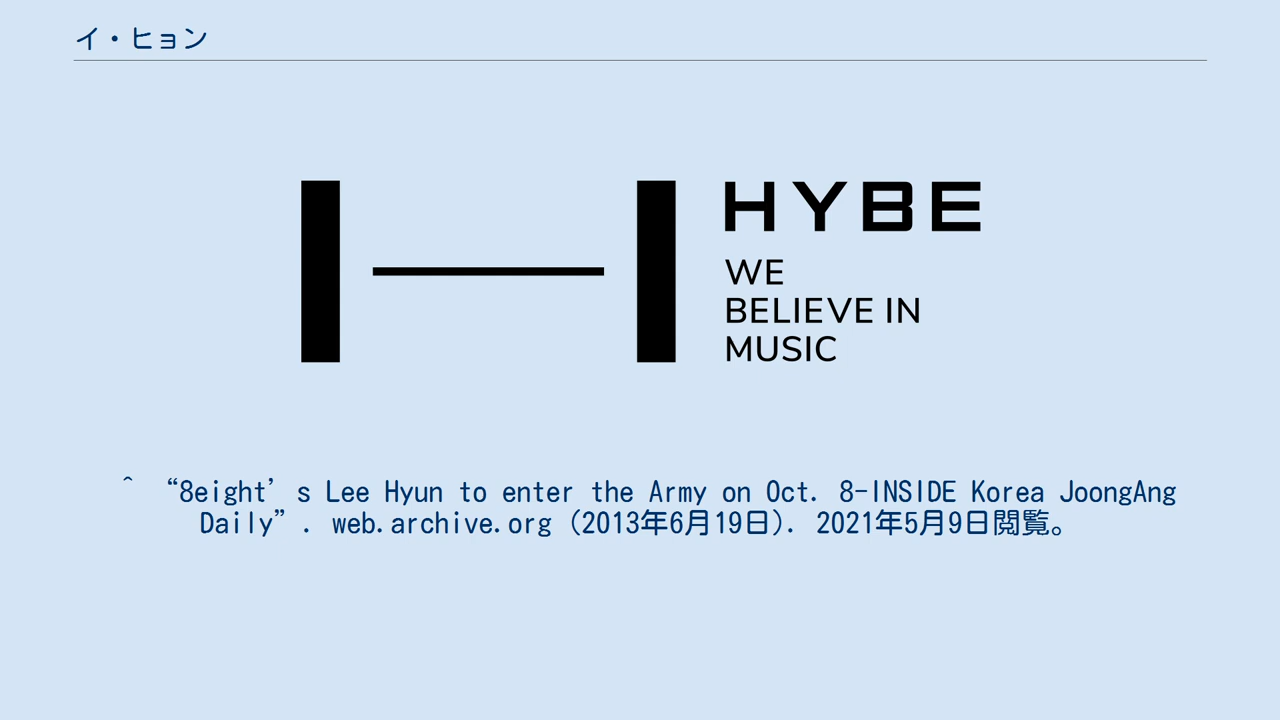 イ・ヒョン
HYBE
WE
BELIEVE IN
MUSIC
^ “8eight’s Lee Hyun to enter the Army on Oct. 8-INSIDE Korea JoongAng
Daily”. web.archive.org (2013年6月19日). 2021年5月9日閲覧。